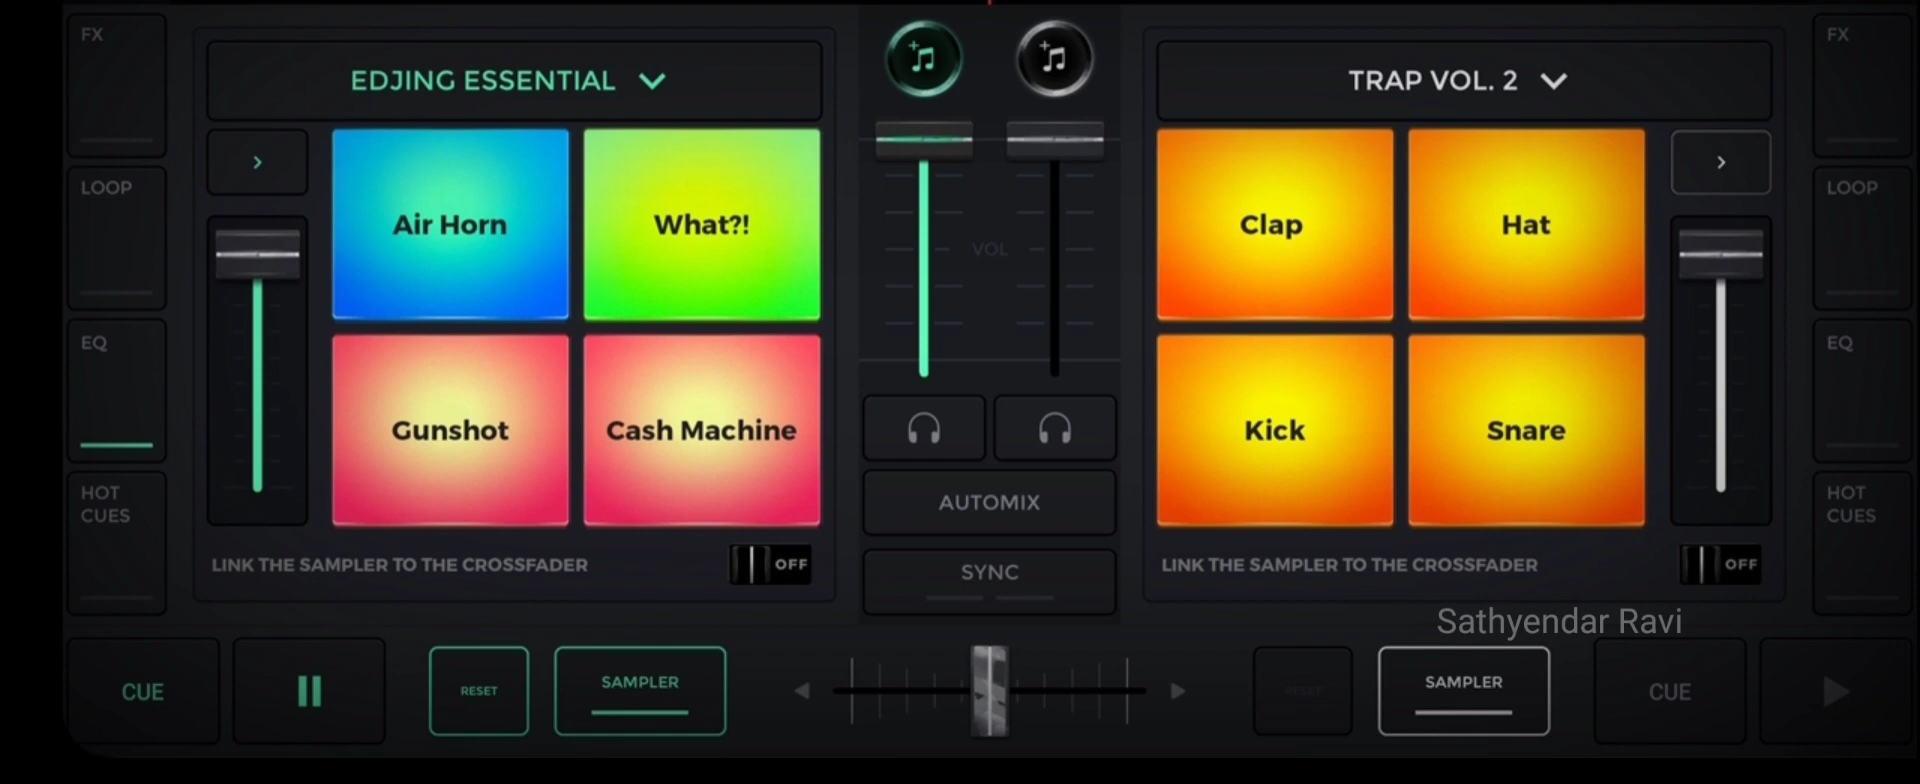 FX
EDJING ESSENTIAL
TRAP VOL. 2
FX
LOOP
Air Horn
What?!
Clap
Hat
LOOP
VOL
EQ
Gunshot
Cash Machine
Kick
Snare
EQ
HOT
CUES
AUTOMIX
HOT
CUES
LINK THE SAMPLER TO THE CROSSFADER
OFF
SYNC
LINK THE SAMPLER TO THE CROSSFADER
OFF
Sathyendar Ravi
CUE
RESET
SAMPLER
RESET
SAMPLER
CUE